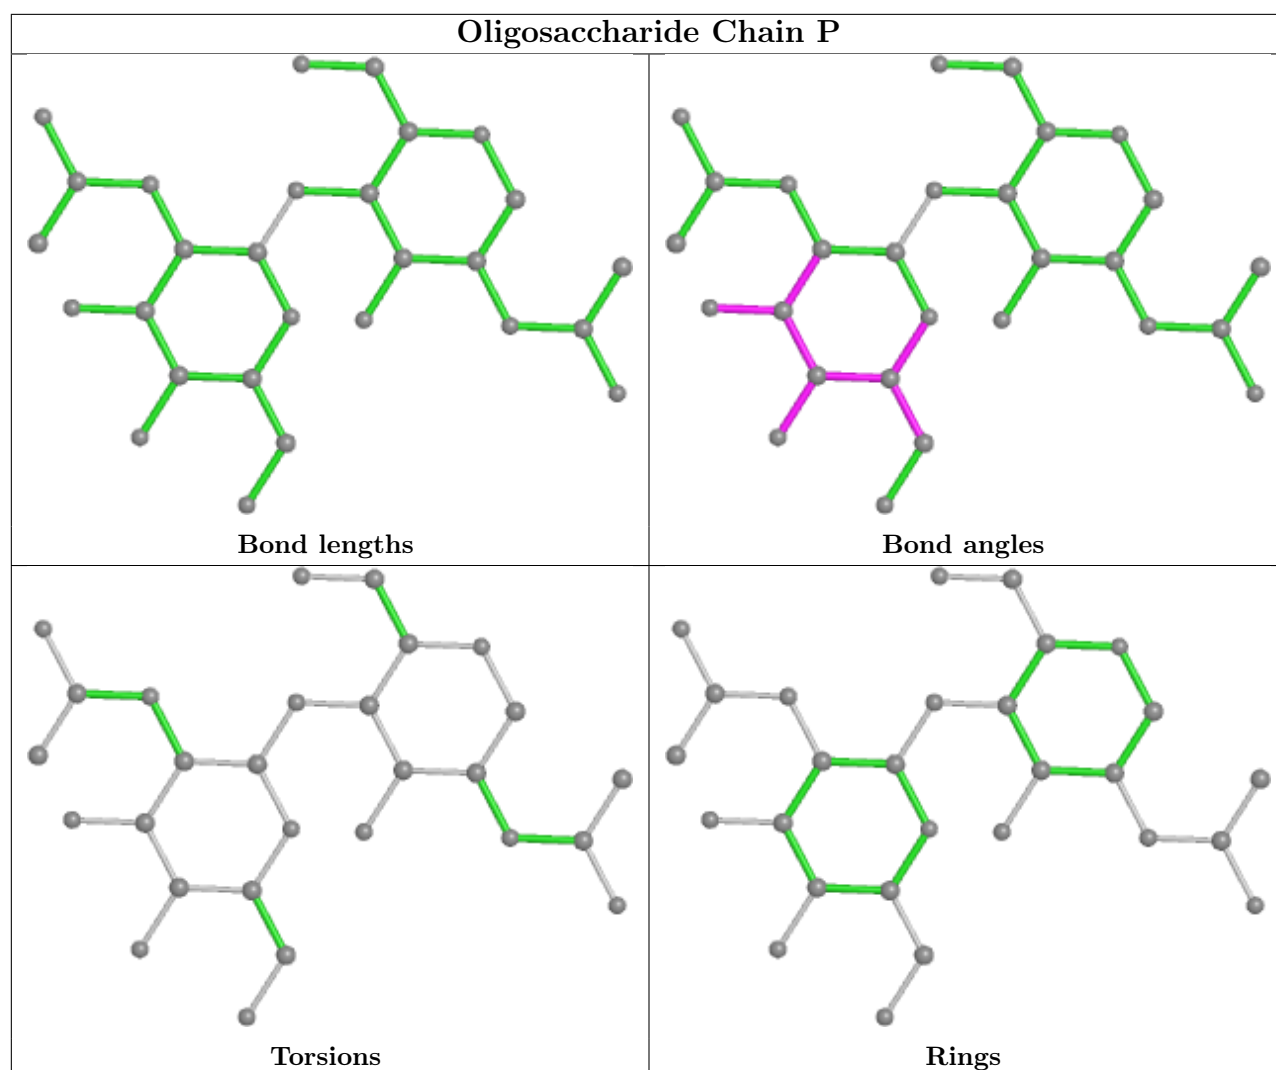 Oligosaccharide Chain P
Bond lengths
Bond angles
Torsions
Rings